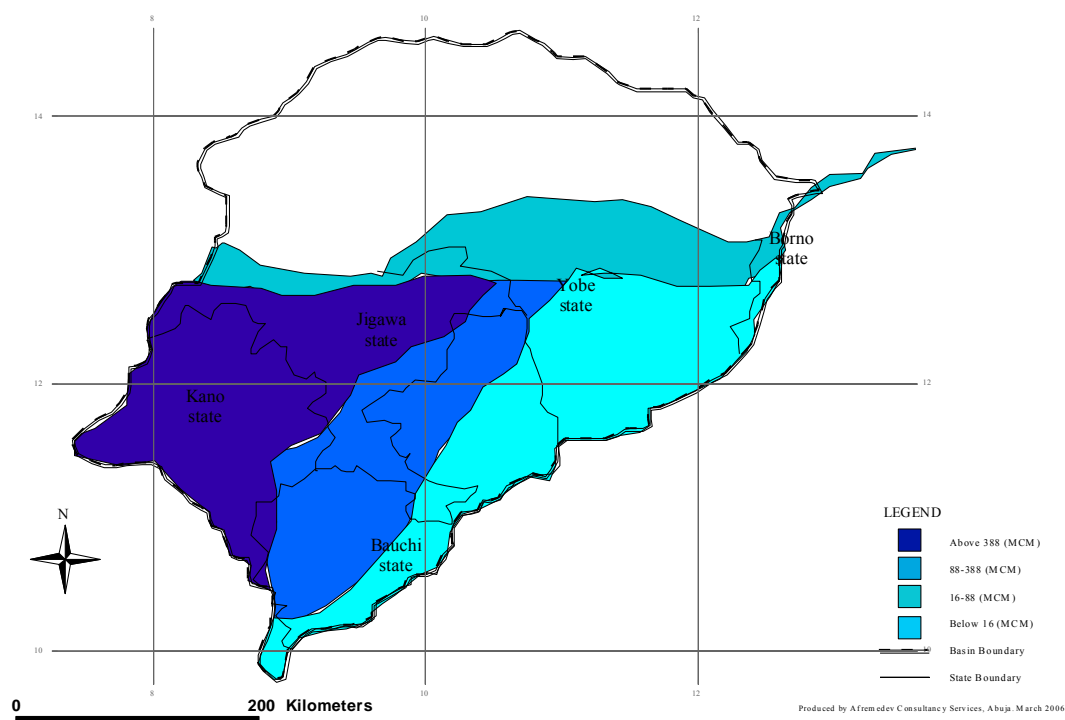 8
10
12
14
14
Borno
state
Yobe
state
Jigawa
state
12
12
Kano
state
N
LEGEND
Bauchi
state
Above 388 (MCM)
88-388 (MCM)
16-88 (MCM)
Below 16 (MCM)
10
10
Basin Boundary
State Boundary
8
10
12
0
200 Kilometers
Produced by Afremedev Consultancy Services, Abuja. March 2006